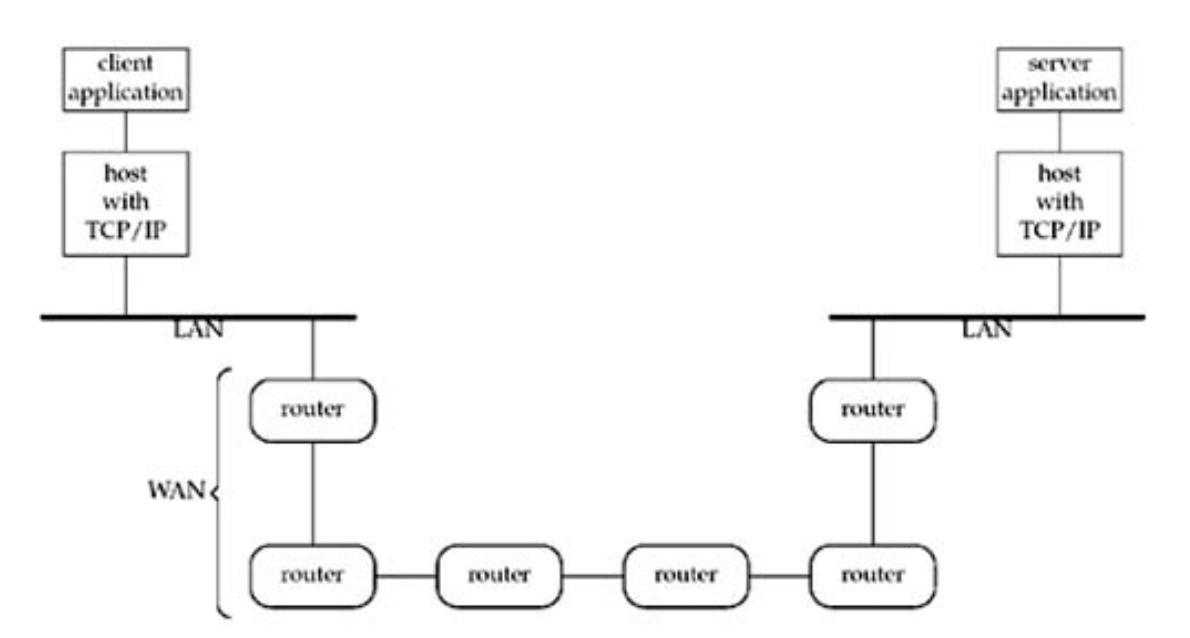 client
application
server
application
host
with
TCP/IP
host
with
TCP/IP
LAN
LAN
router
router
WAN
router
router
router
router